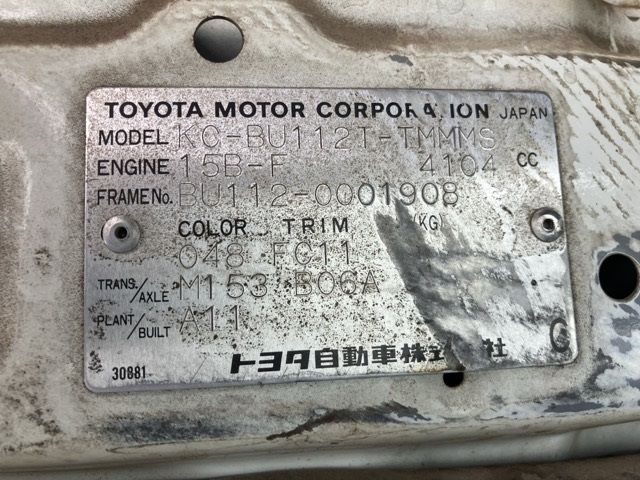 TOYOTA MOTOR CORPORATION JAPAN
MODEL KC-BU112T-TMMMS
ENGINE 15B-F 4104 CC
FRAME No. BU112-0001908
COLOR TRIM (KG)
048 FC11
TRANS./AXLE M153 B06A
PLANT/BUILT A11
トヨタ自動車株式会社 C
30881-